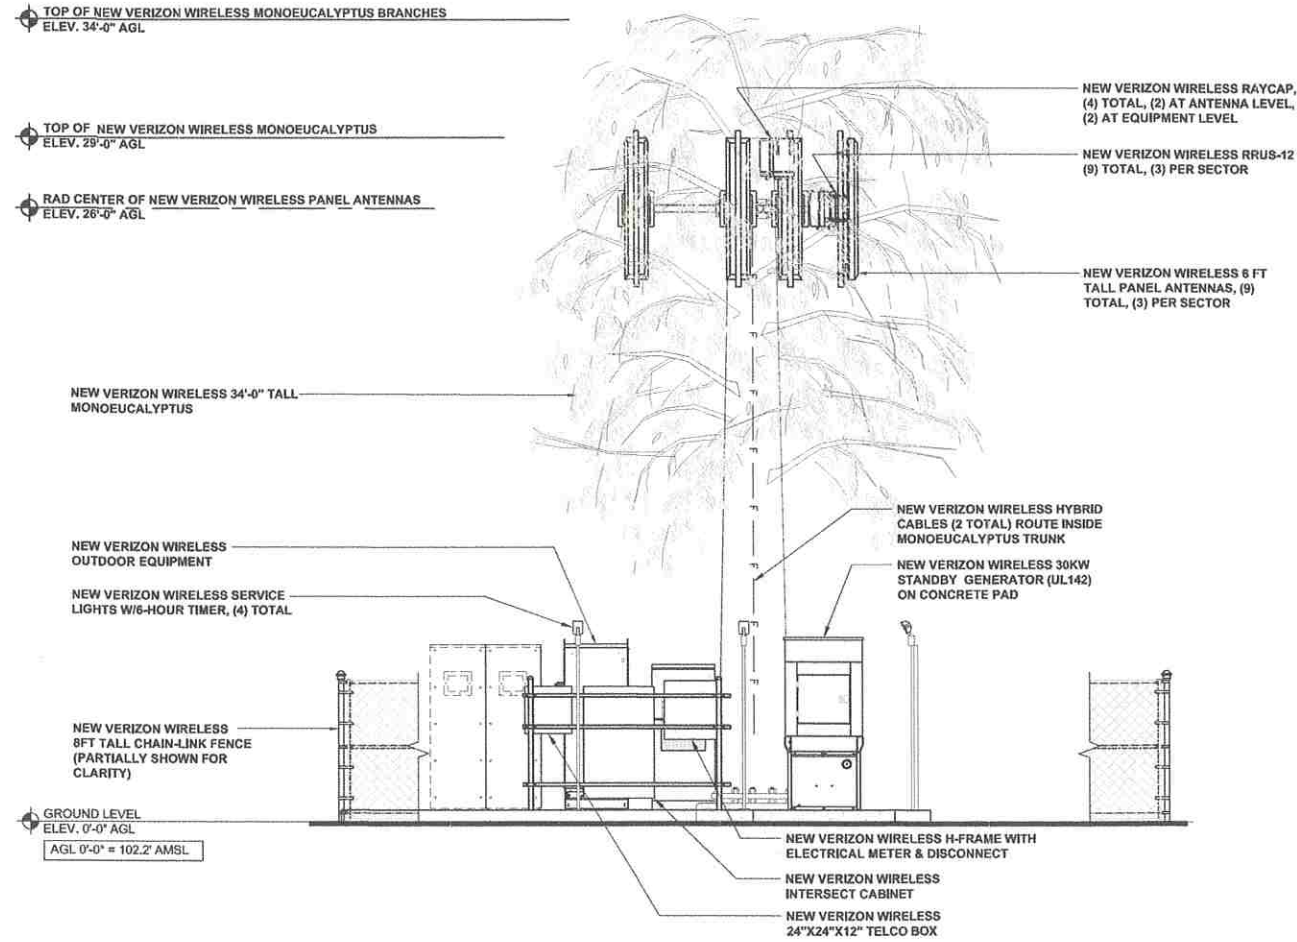 TOP OF NEW VERIZON WIRELESS MONOEUCALYPTUS BRANCHES
ELEV. 34'-0" AGL
TOP OF NEW VERIZON WIRELESS MONOEUCALYPTUS
ELEV. 29'-0" AGL
RAD CENTER OF NEW VERIZON WIRELESS PANEL ANTENNAS
ELEV. 26'-0" AGL
NEW VERIZON WIRELESS RAYCAP,
(4) TOTAL, (2) AT ANTENNA LEVEL,
(2) AT EQUIPMENT LEVEL
NEW VERIZON WIRELESS RRUS-12
(9) TOTAL, (3) PER SECTOR
NEW VERIZON WIRELESS 6 FT
TALL PANEL ANTENNAS, (9)
TOTAL, (3) PER SECTOR
NEW VERIZON WIRELESS 34'-0" TALL
MONOEUCALYPTUS
NEW VERIZON WIRELESS HYBRID
CABLES (2 TOTAL) ROUTE INSIDE
MONOEUCALYPTUS TRUNK
NEW VERIZON WIRELESS 30KW
STANDBY GENERATOR (UL142)
ON CONCRETE PAD
NEW VERIZON WIRELESS
OUTDOOR EQUIPMENT
NEW VERIZON WIRELESS SERVICE
LIGHTS W/6-HOUR TIMER, (4) TOTAL
NEW VERIZON WIRELESS
8FT TALL CHAIN-LINK FENCE
(PARTIALLY SHOWN FOR
CLARITY)
GROUND LEVEL
ELEV. 0'-0" AGL
AGL 0'-0" = 102.2' AMSL
NEW VERIZON WIRELESS H-FRAME WITH
ELECTRICAL METER & DISCONNECT
NEW VERIZON WIRELESS
INTERSECT CABINET
NEW VERIZON WIRELESS
24"X24"X12" TELCO BOX
F
F
F
F
F
F
F